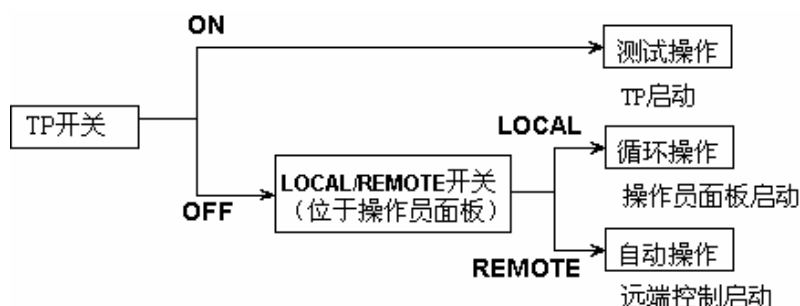 ON
测试操作
TP启动
TP开关
LOCAL
循环操作
操作员面板启动
LOCAL/REMOTE开关
（位于操作员面板）
OFF
REMOTE
自动操作
远端控制启动